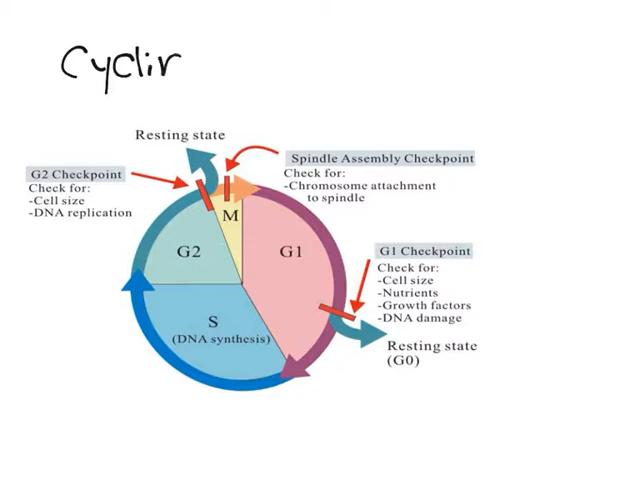 Cyclir
Resting state
Spindle Assembly Checkpoint
Check for:
-Chromosome attachment
to spindle
G2 Checkpoint
Check for:
-Cell size
-DNA replication
M
G2
G1
G1 Checkpoint
Check for:
-Cell size
-Nutrients
-Growth factors
-DNA damage
S
(DNA synthesis)
Resting state
(G0)